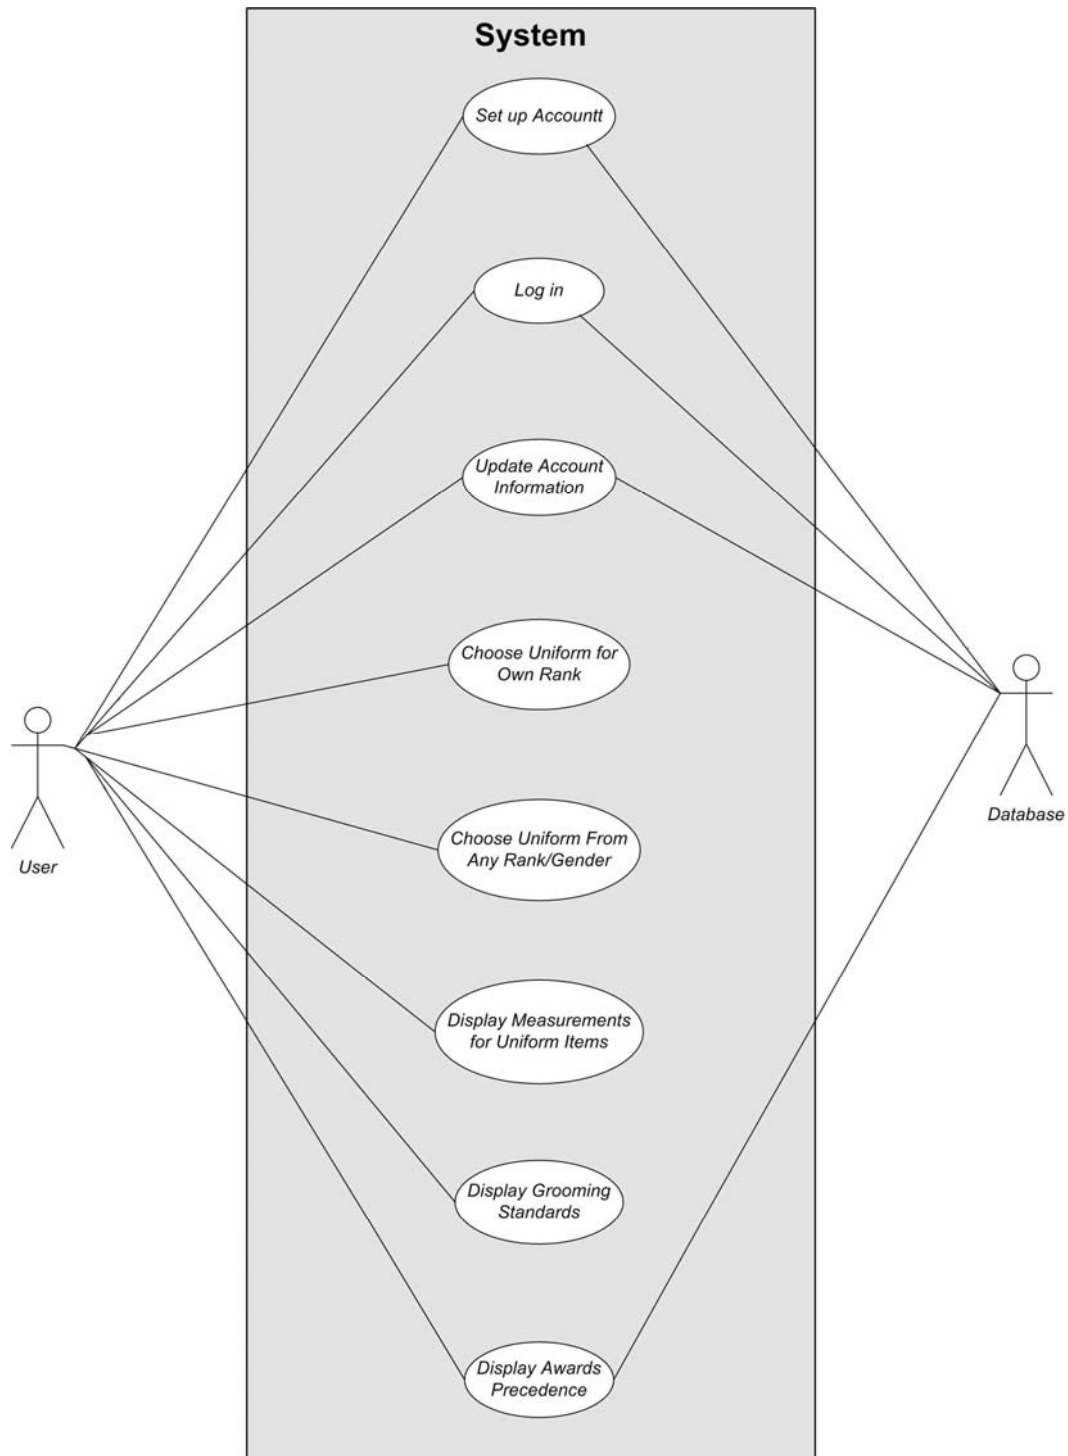 System
Set up Accountt
Log in
Update Account
Information
Choose Uniform for
Own Rank
User
Database
Choose Uniform From
Any Rank/Gender
Display Measurements
for Uniform Items
Display Grooming
Standards
Display Awards
Precedence